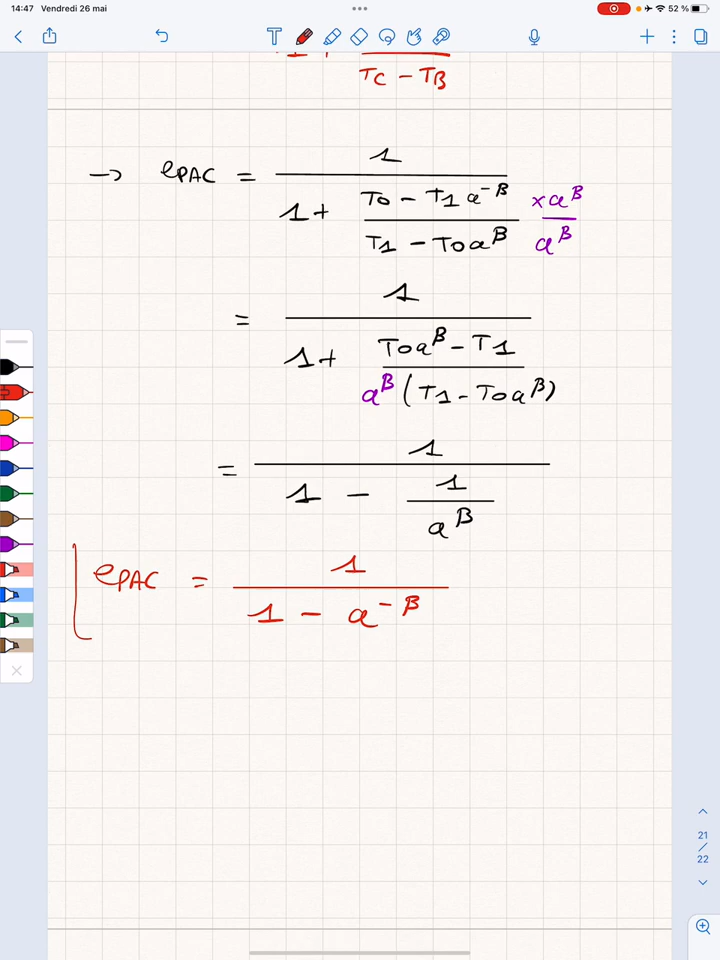 14:47 Vendredi 26 mai 52 %
TC - TB
→ ePAC = 1
1 + T0 - T1 a^-β × a^β
T1 - T0 a^β a^β
= 1
1 + T0 a^β - T1
a^β (T1 - T0 a^β)
= 1
1 - 1
a^β
ePAC = 1
1 - a^-β
21
/
22